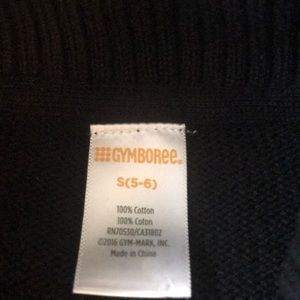 GYMBOREE.
S(5-6)
100% Cotton
100% Coton
RN70530/CA31802
©2016 GYM-MARK, INC.
Made in China